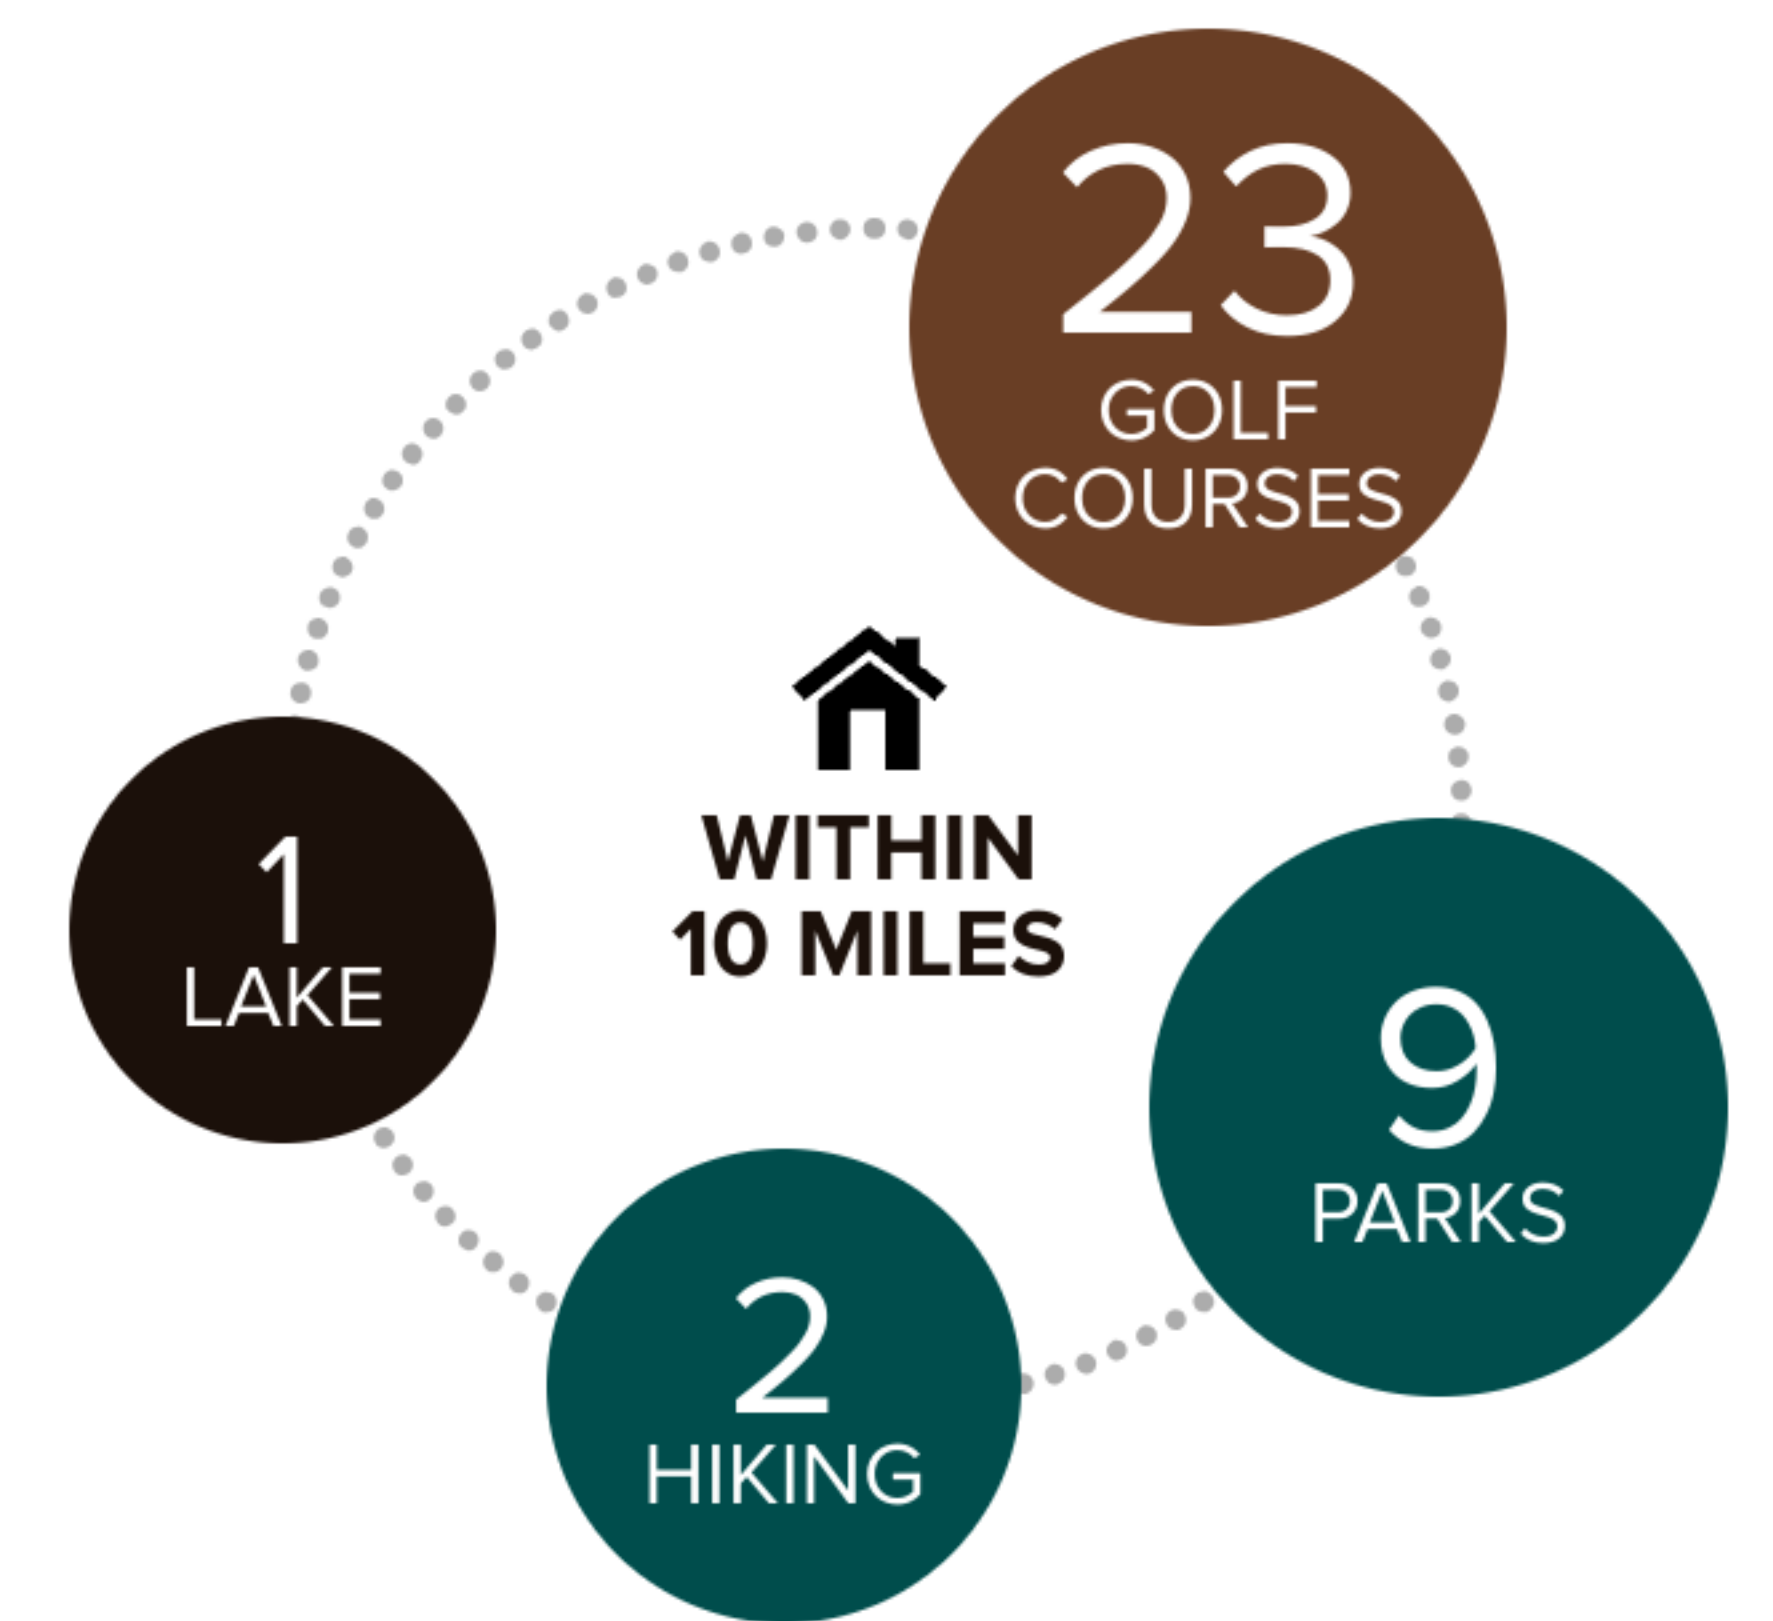 23
GOLF
COURSES
WITHIN
10 MILES
1
LAKE
9
PARKS
2
HIKING